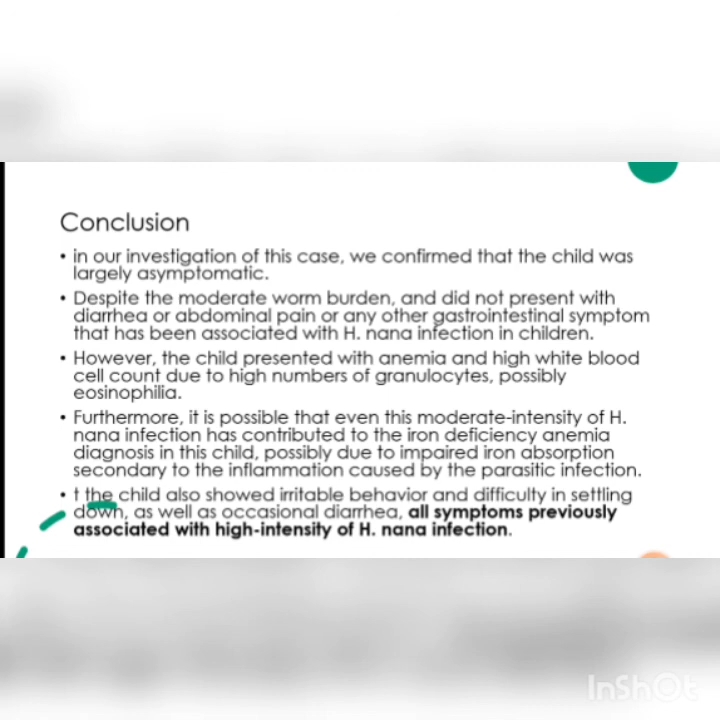 Conclusion
• in our investigation of this case, we confirmed that the child was
largely asymptomatic.
• Despite the moderate worm burden, and did not present with
diarrhea or abdominal pain or any other gastrointestinal symptom
that has been associated with H. nana infection in children.
• However, the child presented with anemia and high white blood
cell count due to high numbers of granulocytes, possibly
eosinophilia.
• Furthermore, it is possible that even this moderate-intensity of H.
nana infection has contributed to the iron deficiency anemia
diagnosis in this child, possibly due to impaired iron absorption
secondary to the inflammation caused by the parasitic infection.
• t the child also showed irritable behavior and difficulty in settling
down, as well as occasional diarrhea, all symptoms previously
associated with high-intensity of H. nana infection.
InShOt